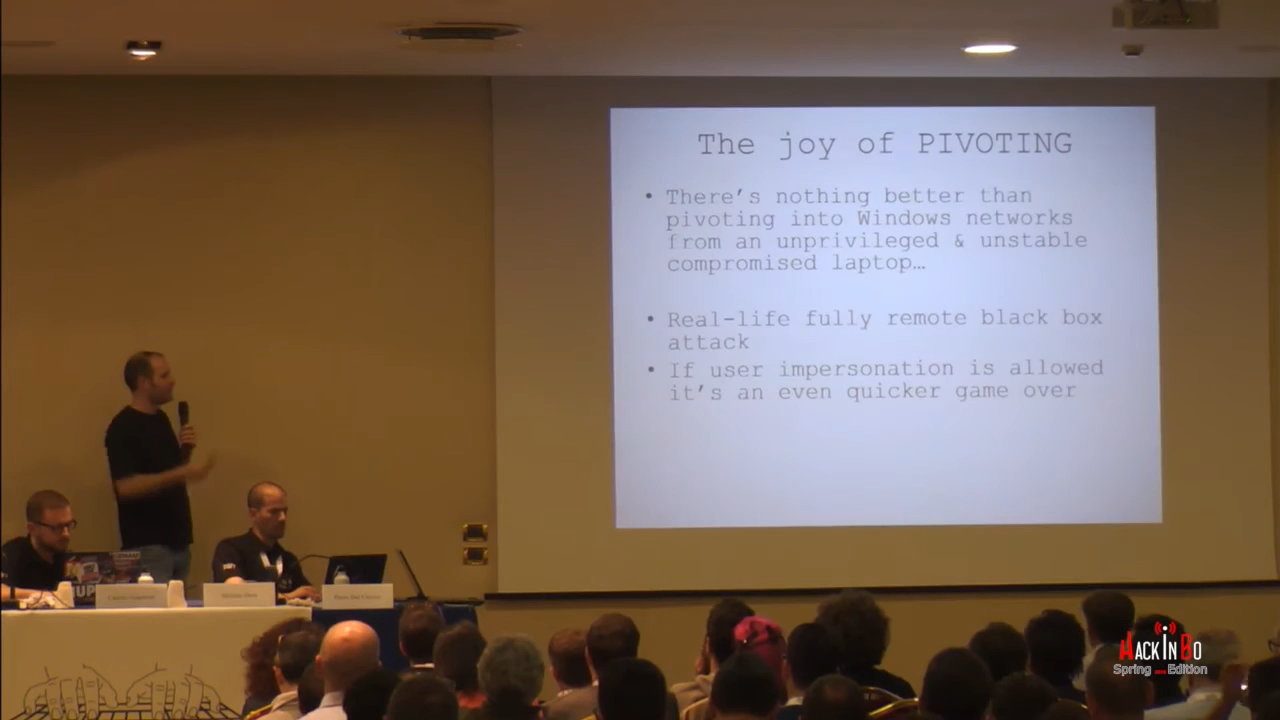 The joy of PIVOTING
• There's nothing better than
pivoting into Windows networks
from an unprivileged & unstable
compromised laptop…
• Real-life fully remote black box
attack
• If user impersonation is allowed
it's an even quicker game over
HACKINBO
Spring Edition